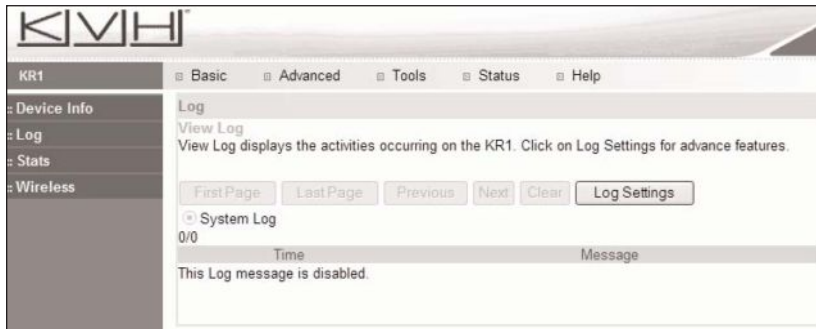 KVH
KR1
Basic Advanced Tools Status Help
:: Device Info
:: Log
:: Stats
:: Wireless
Log
View Log
View Log displays the activities occurring on the KR1. Click on Log Settings for advance features.
First Page Last Page Previous Next Clear Log Settings
System Log
0/0
Time Message
This Log message is disabled.